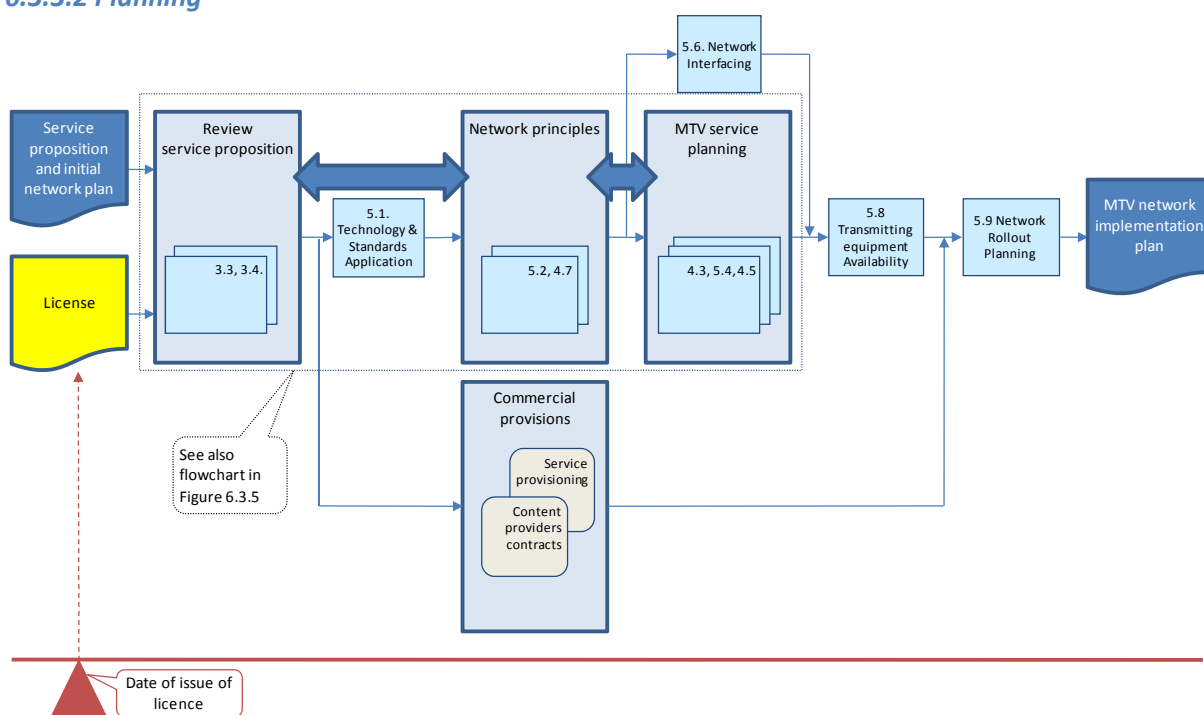 6.3.3.2 Planning
5.6. Network
Interfacing
Service
proposition
and initial
network plan
Review
service proposition
Network principles
MTV service
planning
5.1.
Technology &
Standards
Application
5.8
Transmitting
equipment
Availability
5.9 Network
Rollout
Planning
MTV network
implementation
plan
3.3, 3.4.
5.2, 4.7
4.3, 5.4, 4.5
License
Commercial
provisions
See also
flowchart in
Figure 6.3.5
Service
provisioning
Content
providers
contracts
Date of issue of
licence